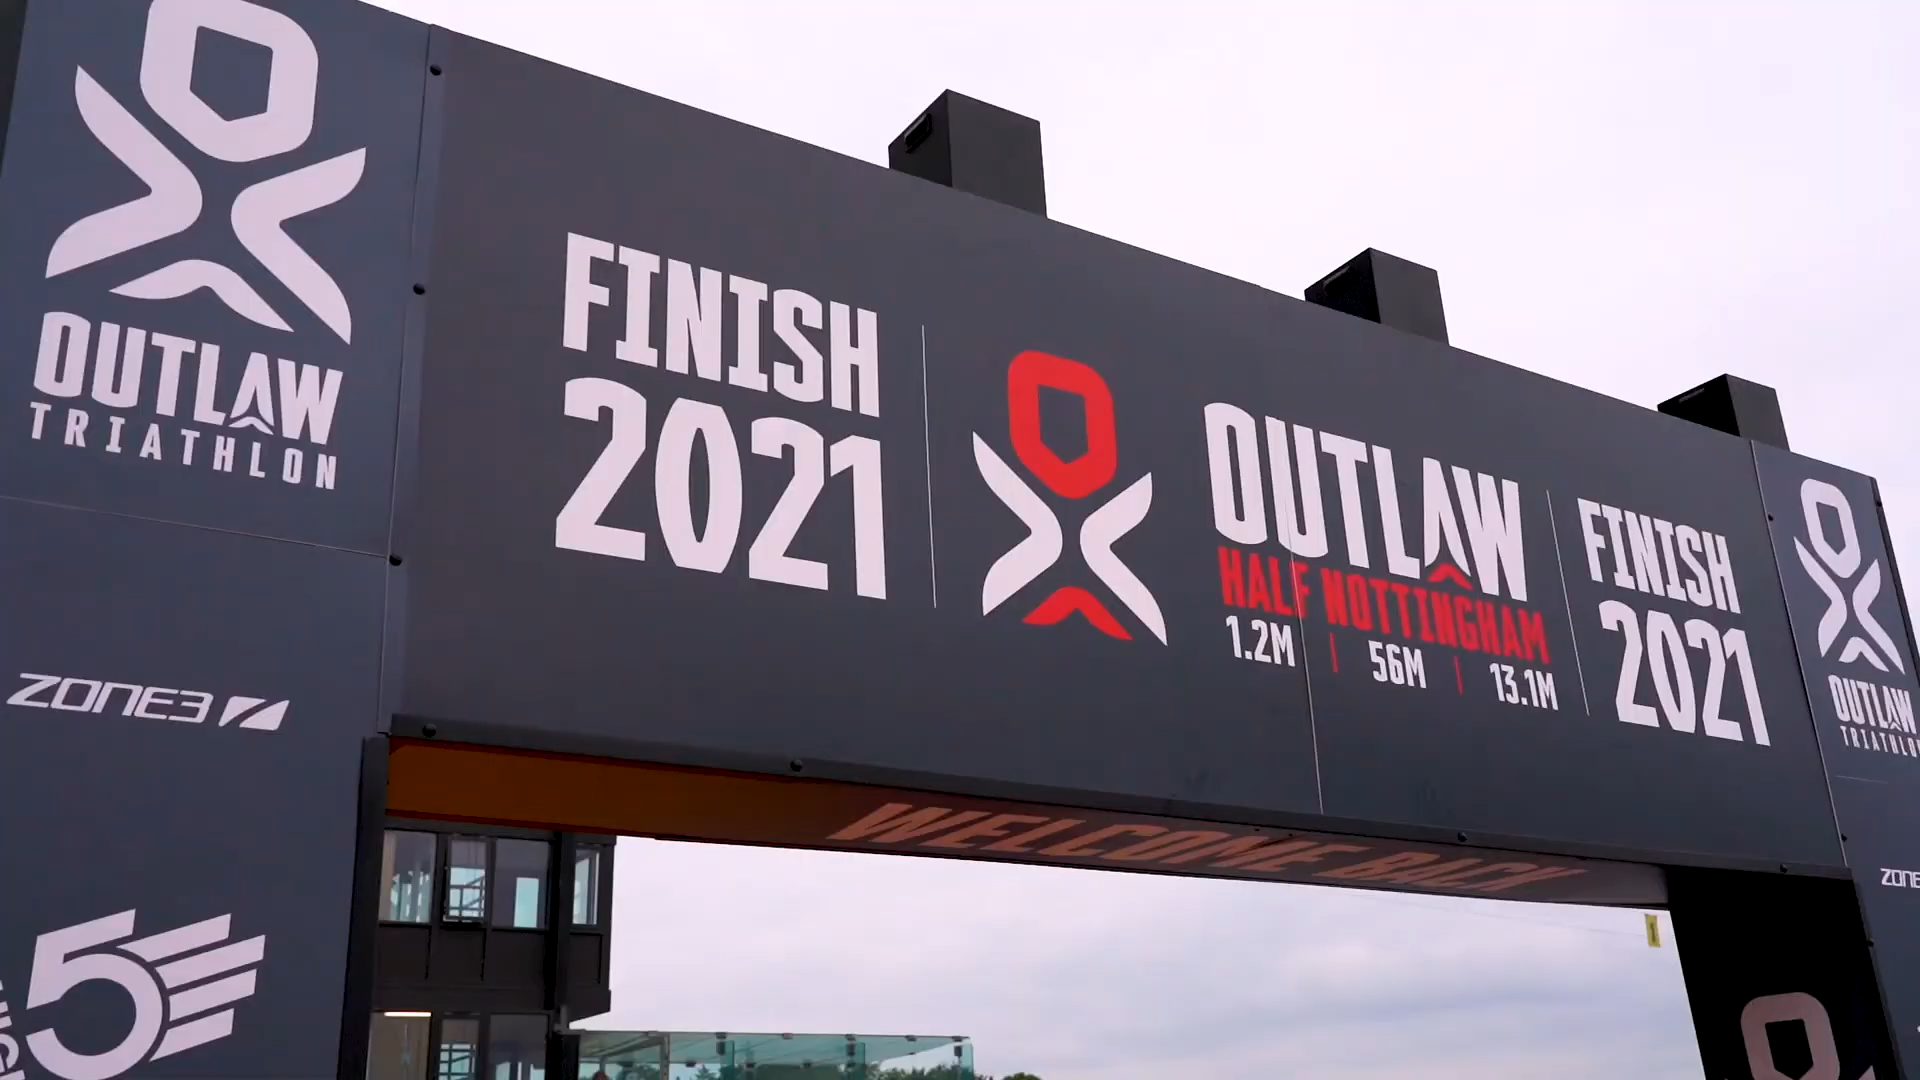 OUTLAW
TRIATHLON
ZONE3
5
FINISH
2021
OUTLAW
HALF NOTTINGHAM
1.2M | 56M | 13.1M
FINISH
2021
WELCOME BACK
OUTLAW
TRIATHLON